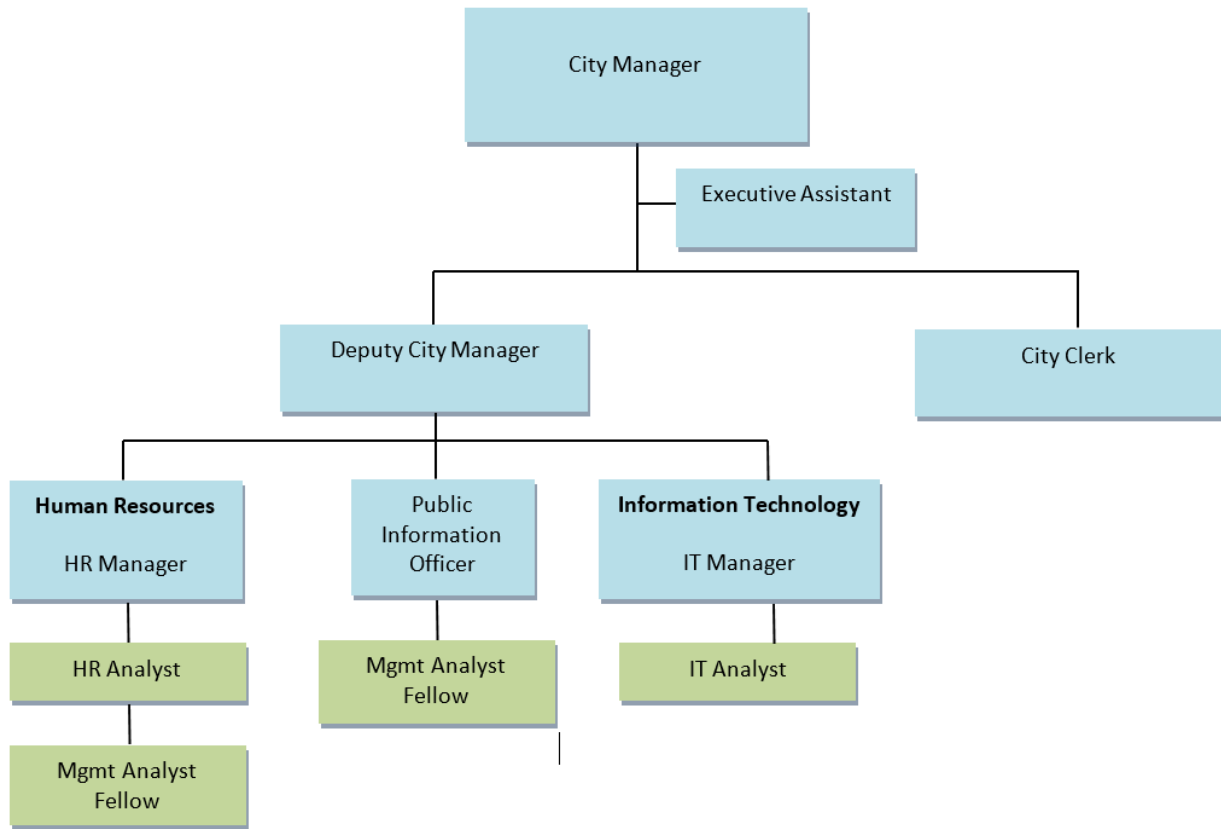 City Manager
Executive Assistant
Deputy City Manager
City Clerk
Human Resources
HR Manager
Public
Information
Officer
Information Technology
IT Manager
HR Analyst
Mgmt Analyst
Fellow
IT Analyst
Mgmt Analyst
Fellow